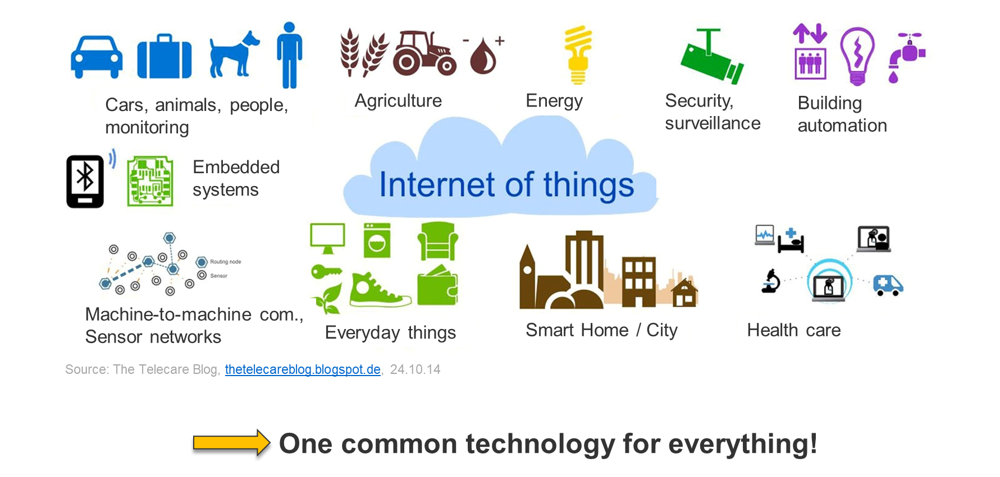 - +
Cars, animals, people,
monitoring
Agriculture
Energy
Security,
surveillance
Building
automation
Embedded
systems
Internet of things
Routing node
Sensor
Machine-to-machine com.,
Sensor networks
Everyday things
Smart Home / City
Health care
Source: The Telecare Blog, thetelecareblog.blogspot.de, 24.10.14
One common technology for everything!